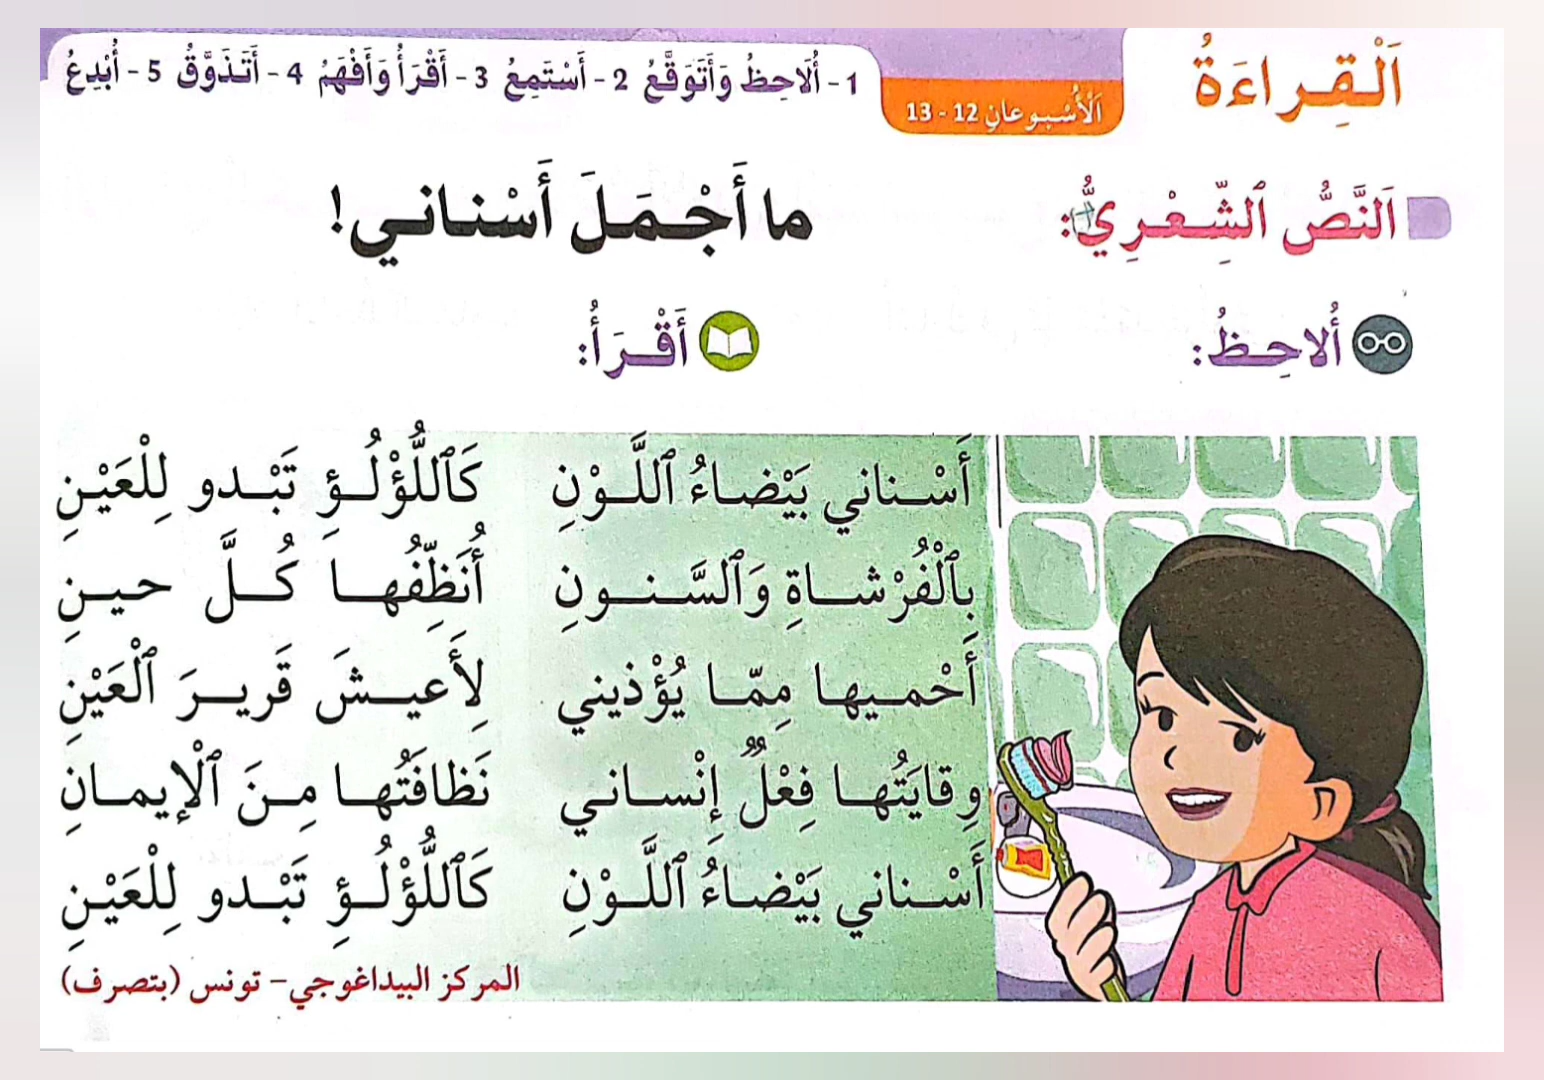 اَلْقِراءَةُ
اَلْأُسْبوعانِ 12 - 13
1 - أُلَاحِظُ وَأَتَوَقَّعُ 2 - أَسْتَمِعُ 3 - أَقْرَأُ وَأَفْهَمُ 4 - أَتَذَوَّقُ 5 - أُبْدِعُ
اَلنَّصُّ ٱلشِّعْرِيُّ:
ما أَجْمَلَ أَسْناني!
أُلاحِظُ:
أَقْرَأُ:
أَسْناني بَيْضاءُ ٱللَّوْنِ كَٱللُّؤْلُؤِ تَبْدو لِلْعَيْنِ
بِٱلْفُرْشاةِ وَٱلسَّنونِ أُنَظِّفُها كُلَّ حينِ
أَحْميها مِمّا يُؤْذيني لِأَعيشَ قَريرَ ٱلْعَيْنِ
وِقايَتُها فِعْلٌ إِنْساني نَظافَتُها مِنَ ٱلْإيمانِ
أَسْناني بَيْضاءُ ٱللَّوْنِ كَٱللُّؤْلُؤِ تَبْدو لِلْعَيْنِ
المركز البيداغوجي- تونس (بتصرف)